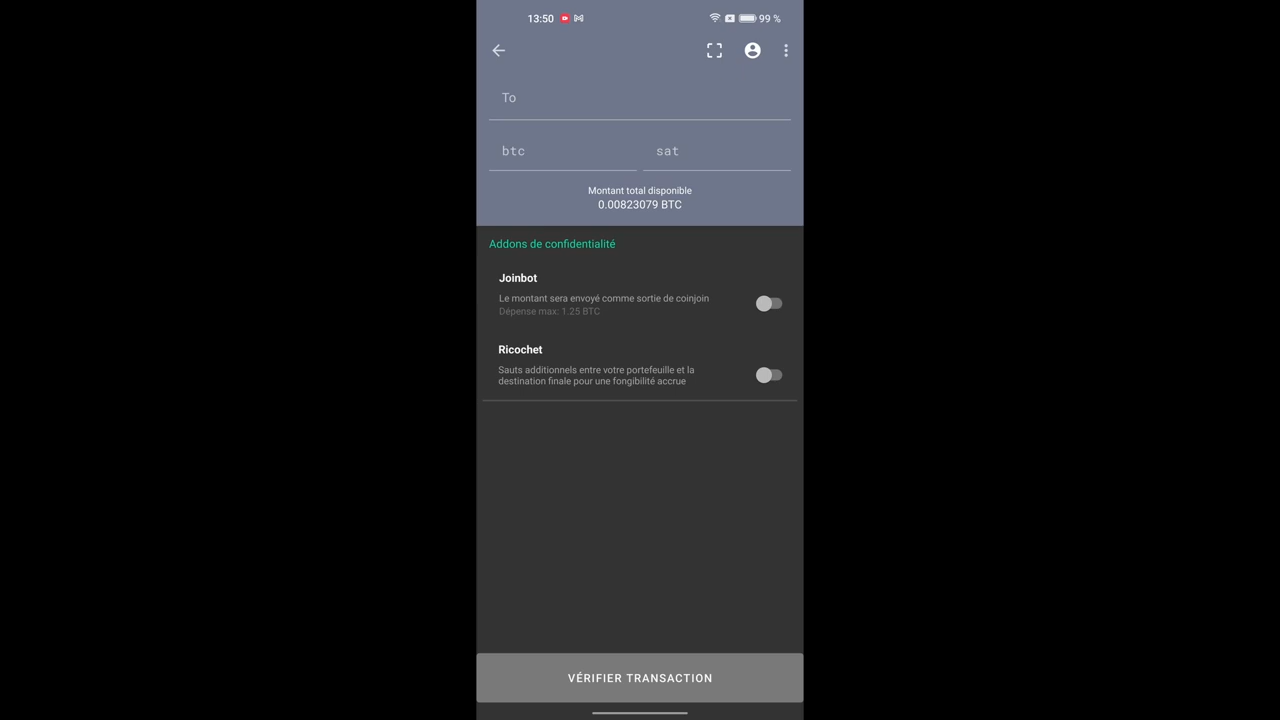 13:50
99 %
To
btc
sat
Montant total disponible
0.00823079 BTC
Addons de confidentialité
Joinbot
Le montant sera envoyé comme sortie de coinjoin
Dépense max: 1.25 BTC
Ricochet
Sauts additionnels entre votre portefeuille et la
destination finale pour une fongibilité accrue
VÉRIFIER TRANSACTION